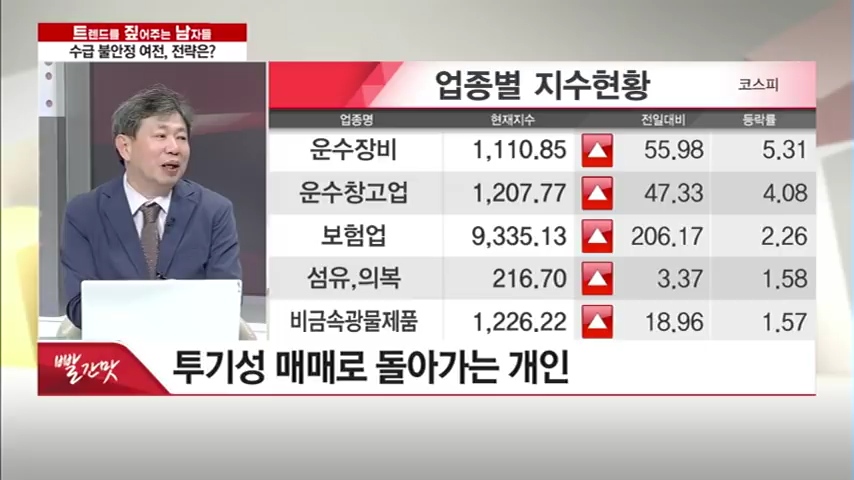 트렌드를 짚어주는 남자들
수급 불안정 여전, 전략은?
업종별 지수현황
코스피
업종명 현재지수 전일대비 등락률
운수장비 1,110.85 55.98 5.31
운수창고업 1,207.77 47.33 4.08
보험업 9,335.13 206.17 2.26
섬유,의복 216.70 3.37 1.58
비금속광물제품 1,226.22 18.96 1.57
빨간맛
투기성 매매로 돌아가는 개인